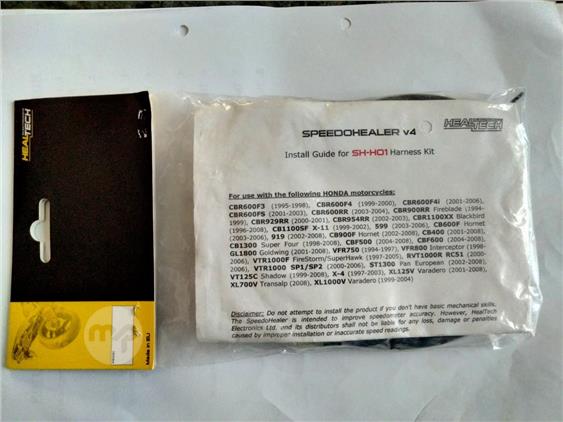 HEALTECH
ELECTRONICS
Made in EU
SPEEDOHEALER v4
HEALTECH
Install Guide for SH-H01 Harness Kit
For use with the following HONDA motorcycles:
CBR600F3 (1995-1998), CBR600F4 (1999-2000), CBR600F4i (2001-2006),
CBR600FS (2001-2003), CBR600RR (2003-2004), CBR900RR Fireblade (1994-
1999), CBR929RR (2000-2001), CBR954RR (2002-2003), CBR1100XX Blackbird
(1996-2008), CB1100SF X-11 (1999-2002), 599 (2003-2006), CB600F Hornet
(2003-2006), 919 (2002-2008), CB900F Hornet (2002-2008), CB400 (2001-2008),
CB1300 Super Four (1998-2008), CBF500 (2004-2008), CBF600 (2004-2008),
GL1800 Goldwing (2001-2008), VFR750 (1994-1997), VFR800 Interceptor (1998-
2006), VTR1000F FireStorm/SuperHawk (1997-2005), RVT1000R RC51 (2000-
2006), VTR1000 SP1/SP2 (2000-2006), ST1300 Pan European (2002-2008),
VT125C Shadow (1999-2008), X-4 (1997-2003), XL125V Varadero (2001-2008),
XL700V Transalp (2008), XL1000V Varadero (1999-2004)
Disclaimer: Do not attempt to install the product if you don't have basic mechanical skills.
The SpeedoHealer is intended to improve speedometer accuracy. However, HealTech
Electronics Ltd. and its distributors shall not be liable for any loss, damage or penalties
caused by improper installation or inaccurate speed readings.